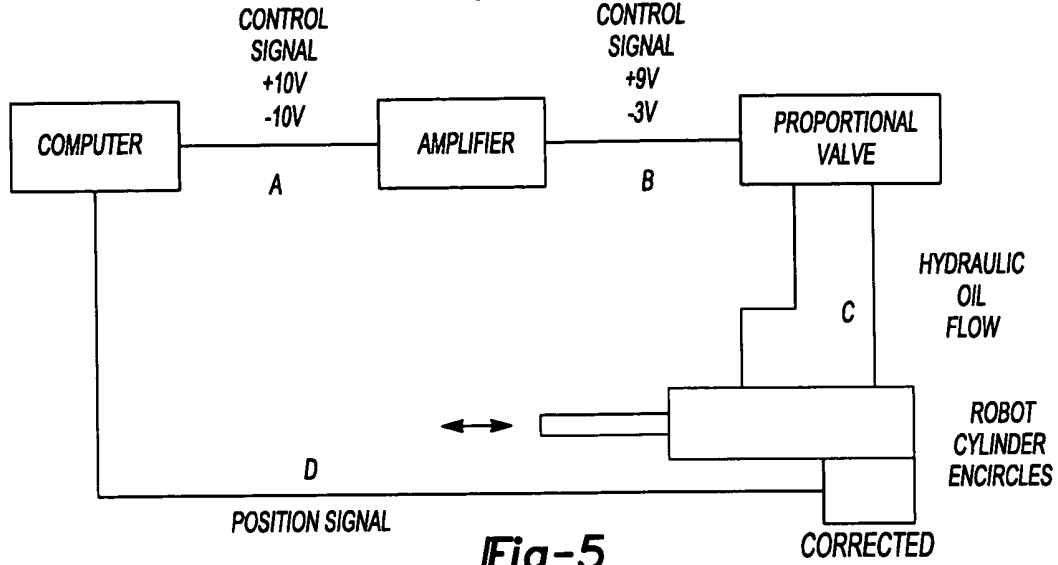 CONTROL
SIGNAL
+10V
-10V
CONTROL
SIGNAL
+9V
-3V
COMPUTER
AMPLIFIER
PROPORTIONAL
VALVE
A
B
HYDRAULIC
OIL
FLOW
C
ROBOT
CYLINDER
ENCIRCLES
D
POSITION SIGNAL
CORRECTED
Fig-5